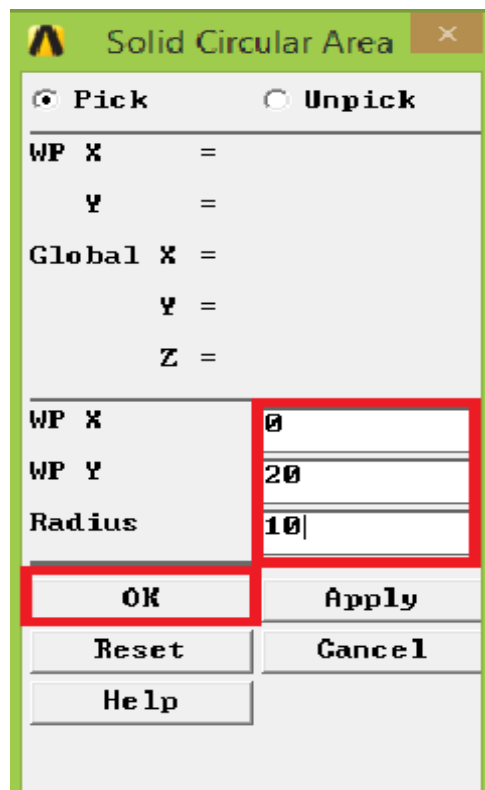 Solid Circular Area ×
Pick Unpick
WP X =
Y =
Global X =
Y =
Z =
WP X 0
WP Y 20
Radius 10
OK Apply
Reset Cancel
Help